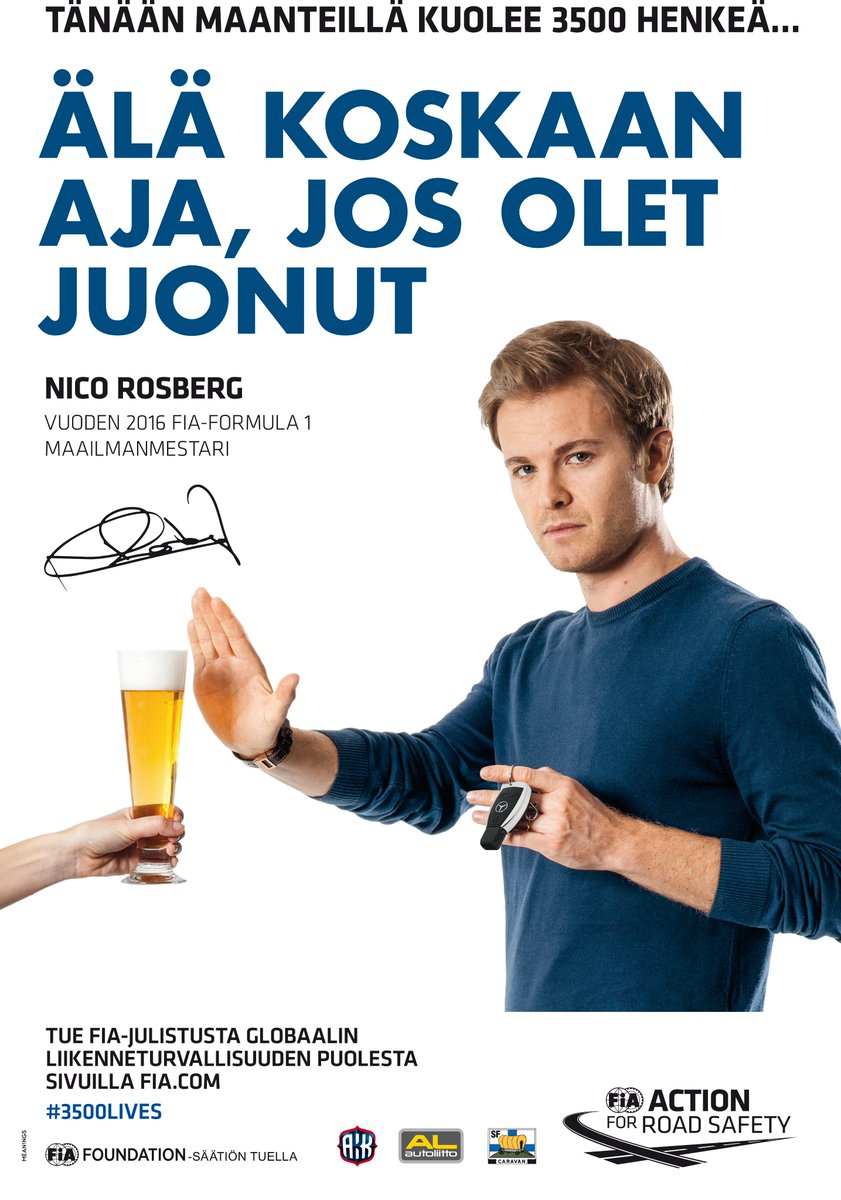 TÄNÄÄN MAANTEILLÄ KUOLEE 3500 HENKEÄ...
ÄLÄ KOSKAAN
AJA, JOS OLET
JUONUT
NICO ROSBERG
VUODEN 2016 FIA-FORMULA 1
MAAILMANMESTARI
TUE FIA-JULISTUSTA GLOBAALIN
LIIKENNETURVALLISUUDEN PUOLESTA
SIVUILLA FIA.COM
#3500LIVES
MEANINGS
FiA FOUNDATION -SÄÄTIÖN TUELLA
AKK
AL
autoliitto
SF
CARAVAN
FiA ACTION
FOR ROAD SAFETY